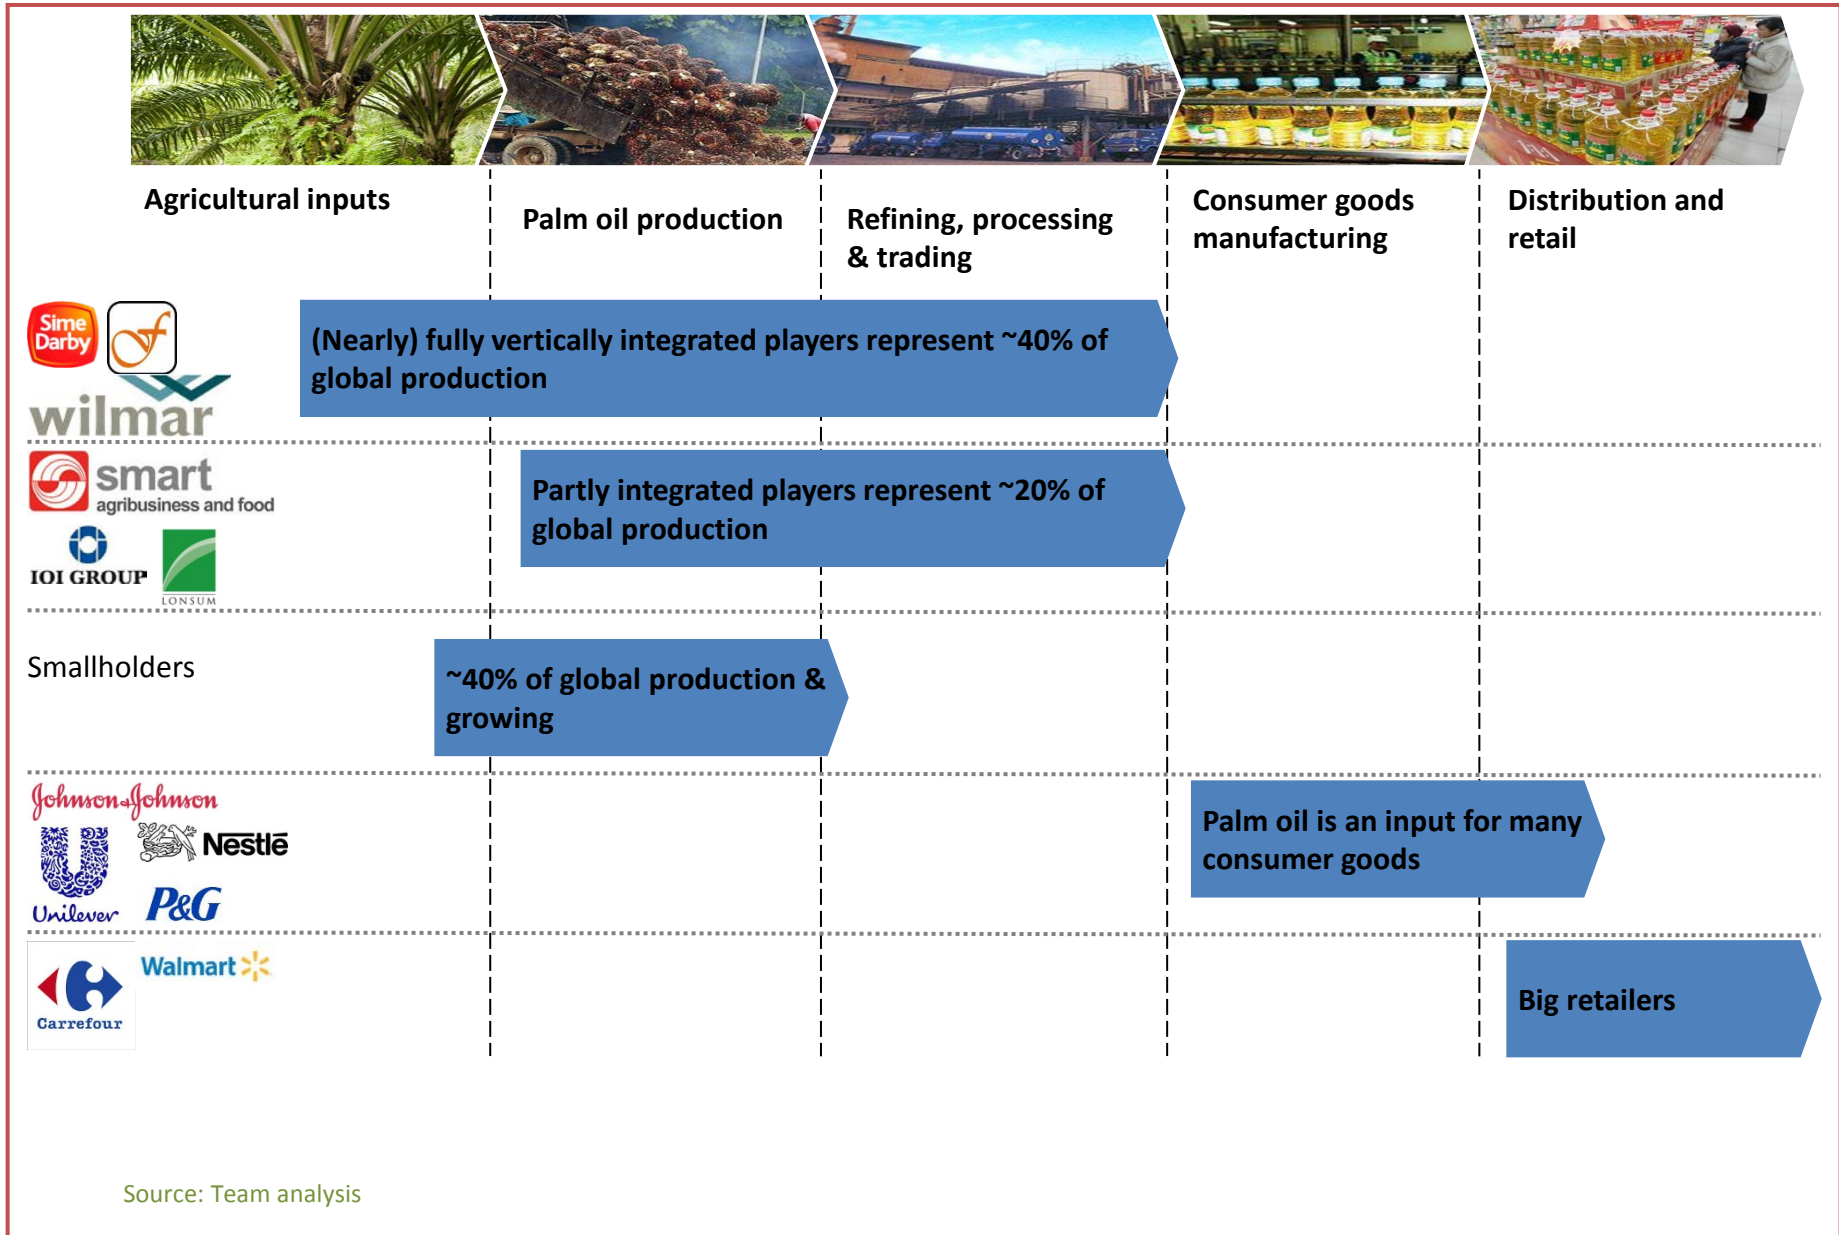 Agricultural inputs
Palm oil production
Refining, processing
& trading
Consumer goods
manufacturing
Distribution and
retail
Sime
Darby
wilmar
(Nearly) fully vertically integrated players represent ~40% of
global production
smart
agribusiness and food
IOI GROUP
LONSUM
Partly integrated players represent ~20% of
global production
Smallholders
~40% of global production &
growing
Johnson&Johnson
Nestlé
Unilever
P&G
Palm oil is an input for many
consumer goods
Carrefour
Walmart
Big retailers
Source: Team analysis